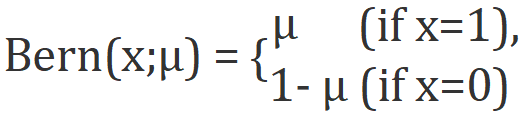 Bern(x;μ) = {μ (if x=1),
1- μ (if x=0)